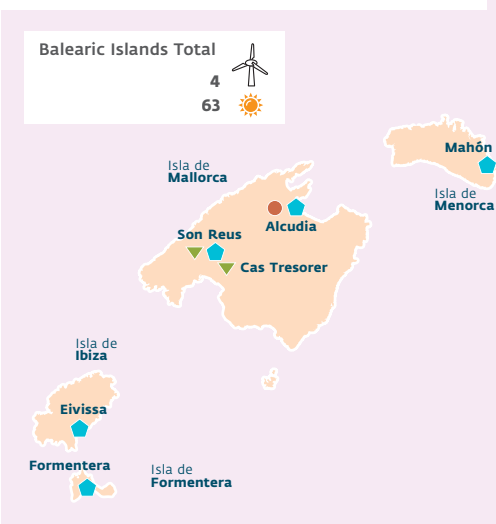 Balearic Islands Total
4
63
Mahón
Isla de
Menorca
Isla de
Mallorca
Alcudia
Son Reus
Cas Tresorer
Isla de
Ibiza
Eivissa
Formentera
Isla de
Formentera